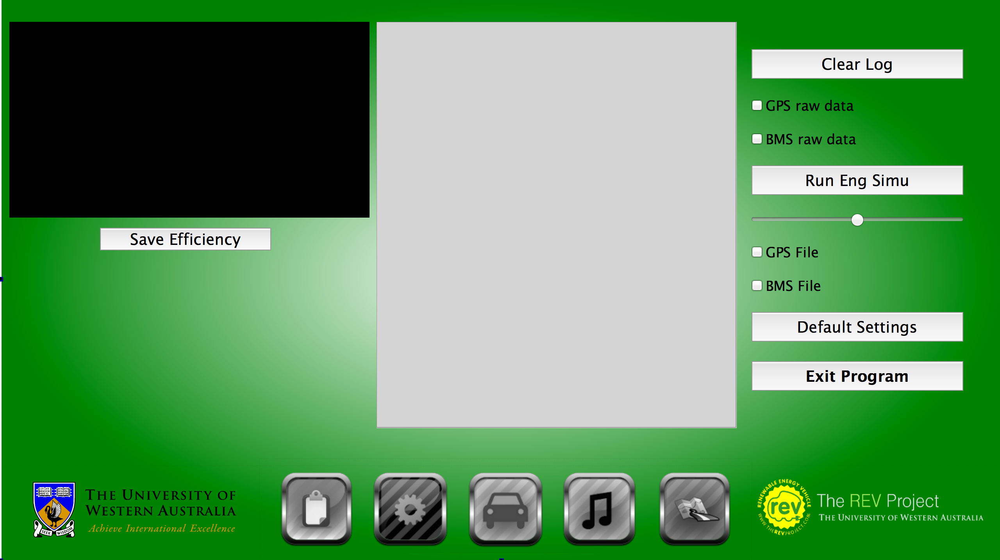 Clear Log
GPS raw data
BMS raw data
Run Eng Simu
Save Efficiency
GPS File
BMS File
Default Settings
Exit Program
THE UNIVERSITY OF
WESTERN AUSTRALIA
Achieve International Excellence
SEEK WISDOM
RENEWABLE ENERGY VEHICLE
rev
WWW.THEREVPROJECT.COM
The REV Project
THE UNIVERSITY OF WESTERN AUSTRALIA